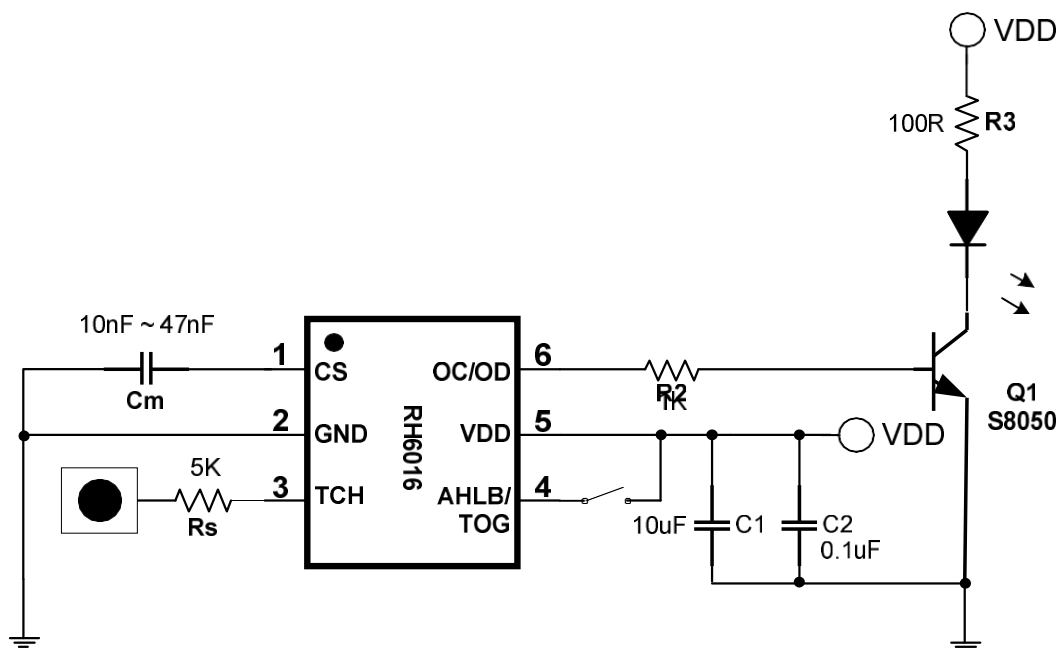 VDD
100R R3
10nF ~ 47nF
Cm
1 CS
2 GND
3 TCH
5K
Rs
RH6016
OC/OD 6
VDD 5
AHLB/ 4
TOG
R2
1K
Q1
S8050
VDD
10uF C1
C2
0.1uF